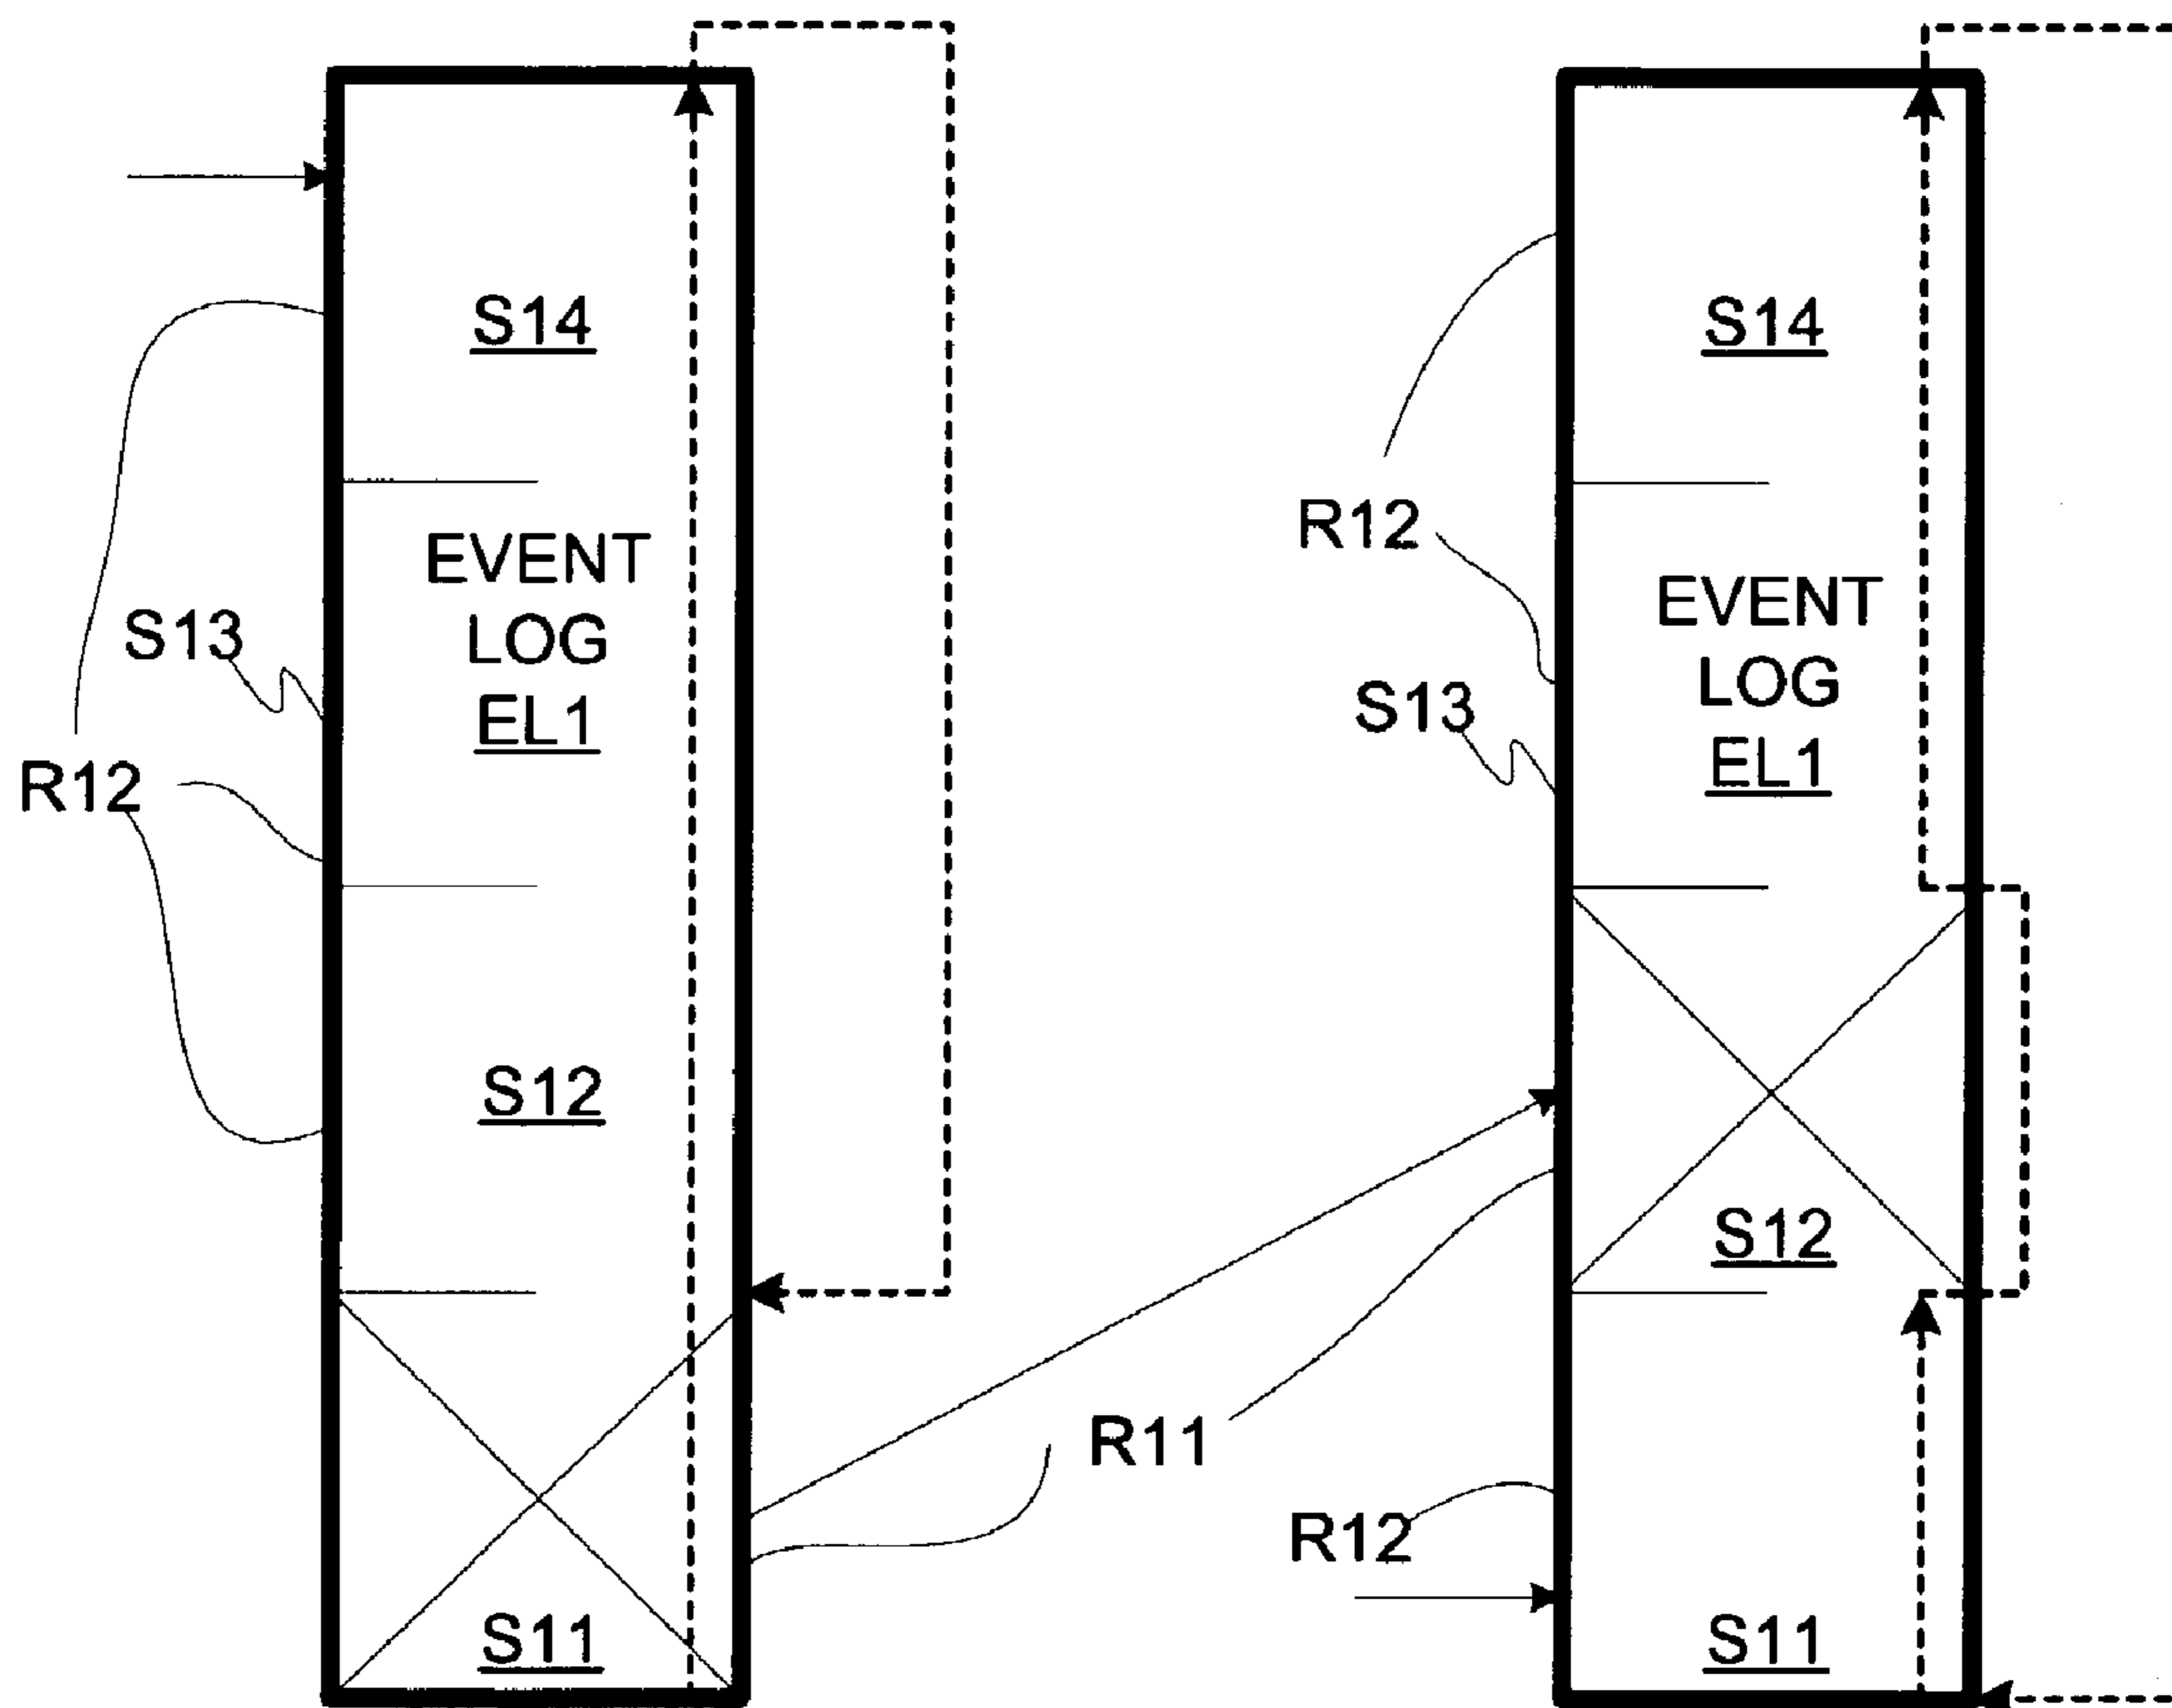 S14
EVENT
LOG
EL1
S13
R12
S12
S11
R11
S14
R12
EVENT
LOG
EL1
S13
S12
R12
S11